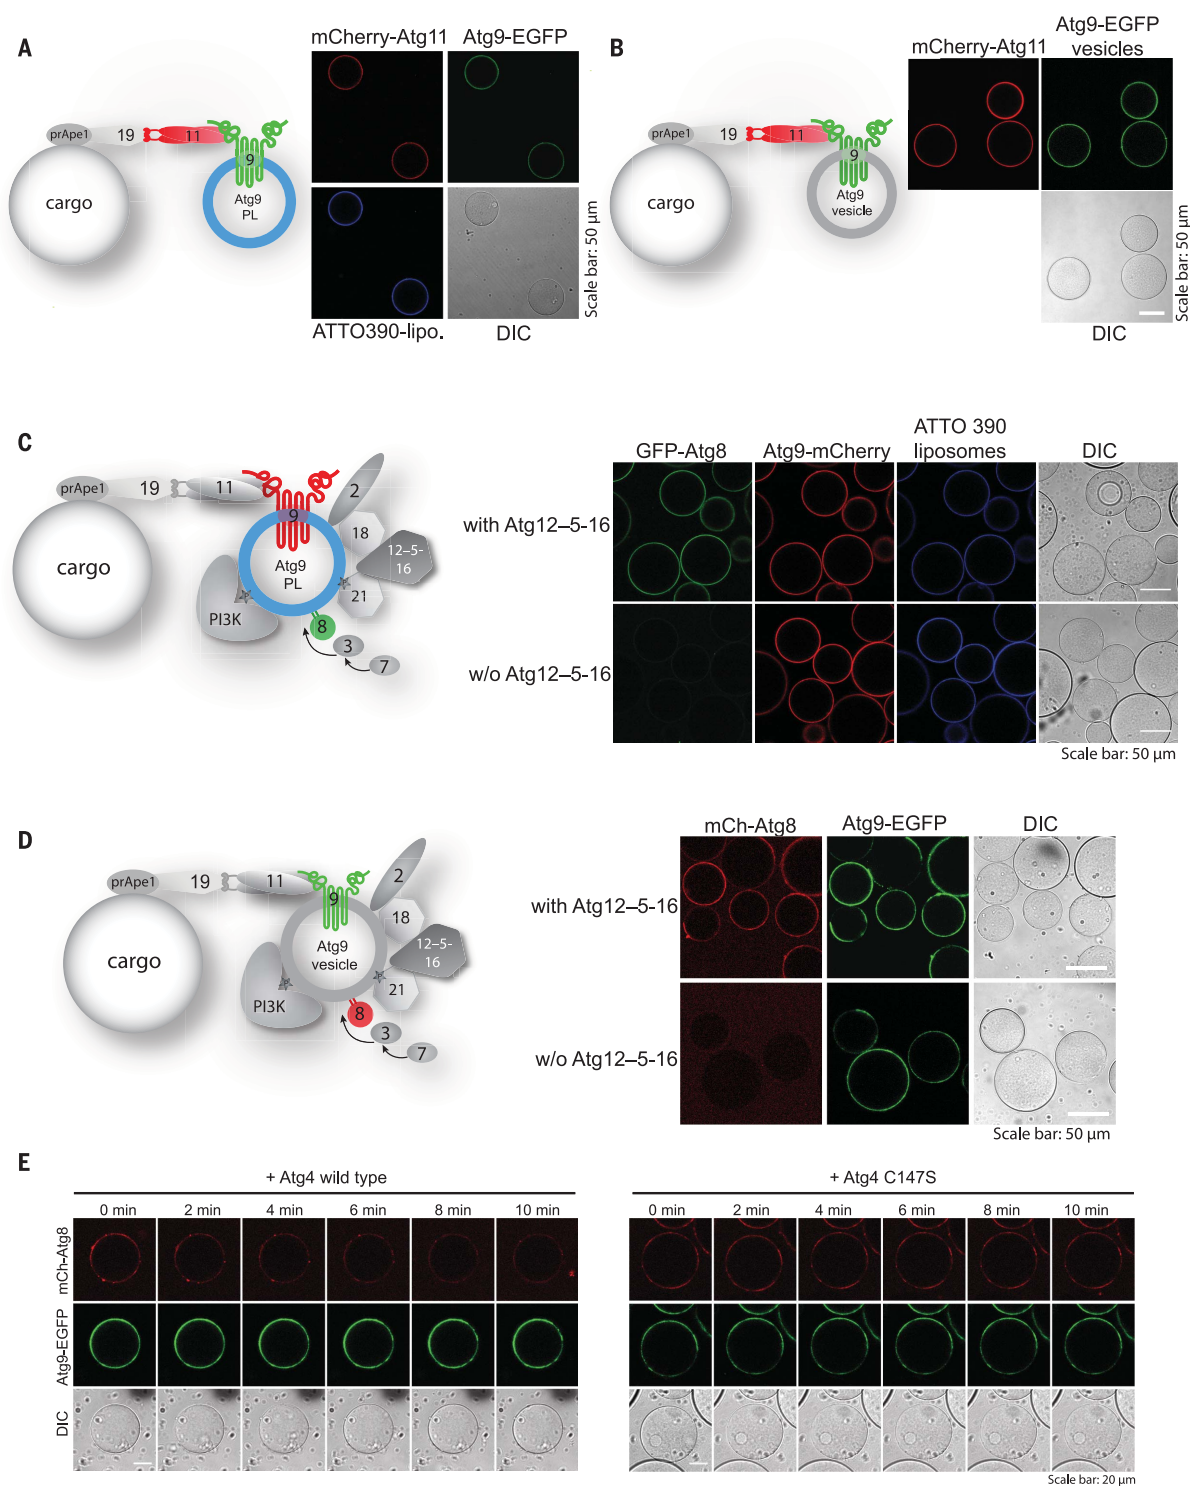 A
mCherry-Atg11
Atg9-EGFP
prApe1
19
11
9
cargo
Atg9
PL
ATTO390-lipo.
DIC
Scale bar: 50 µm
B
mCherry-Atg11
Atg9-EGFP
vesicles
prApe1
19
11
9
cargo
Atg9
vesicle
DIC
Scale bar: 50 µm
C
prApe1
19
11
9
2
18
12–5-
16
21
cargo
Atg9
PL
PI3K
8
3
7
GFP-Atg8
Atg9-mCherry
ATTO 390
liposomes
DIC
with Atg12–5-16
w/o Atg12–5-16
Scale bar: 50 µm
D
prApe1
19
11
9
2
18
12–5-
16
21
cargo
Atg9
vesicle
PI3K
8
3
7
mCh-Atg8
Atg9-EGFP
DIC
with Atg12–5-16
w/o Atg12–5-16
Scale bar: 50 µm
E
+ Atg4 wild type
0 min 2 min 4 min 6 min 8 min 10 min
+ Atg4 C147S
0 min 2 min 4 min 6 min 8 min 10 min
mCh-Atg8
Atg9-EGFP
DIC
Scale bar: 20 µm